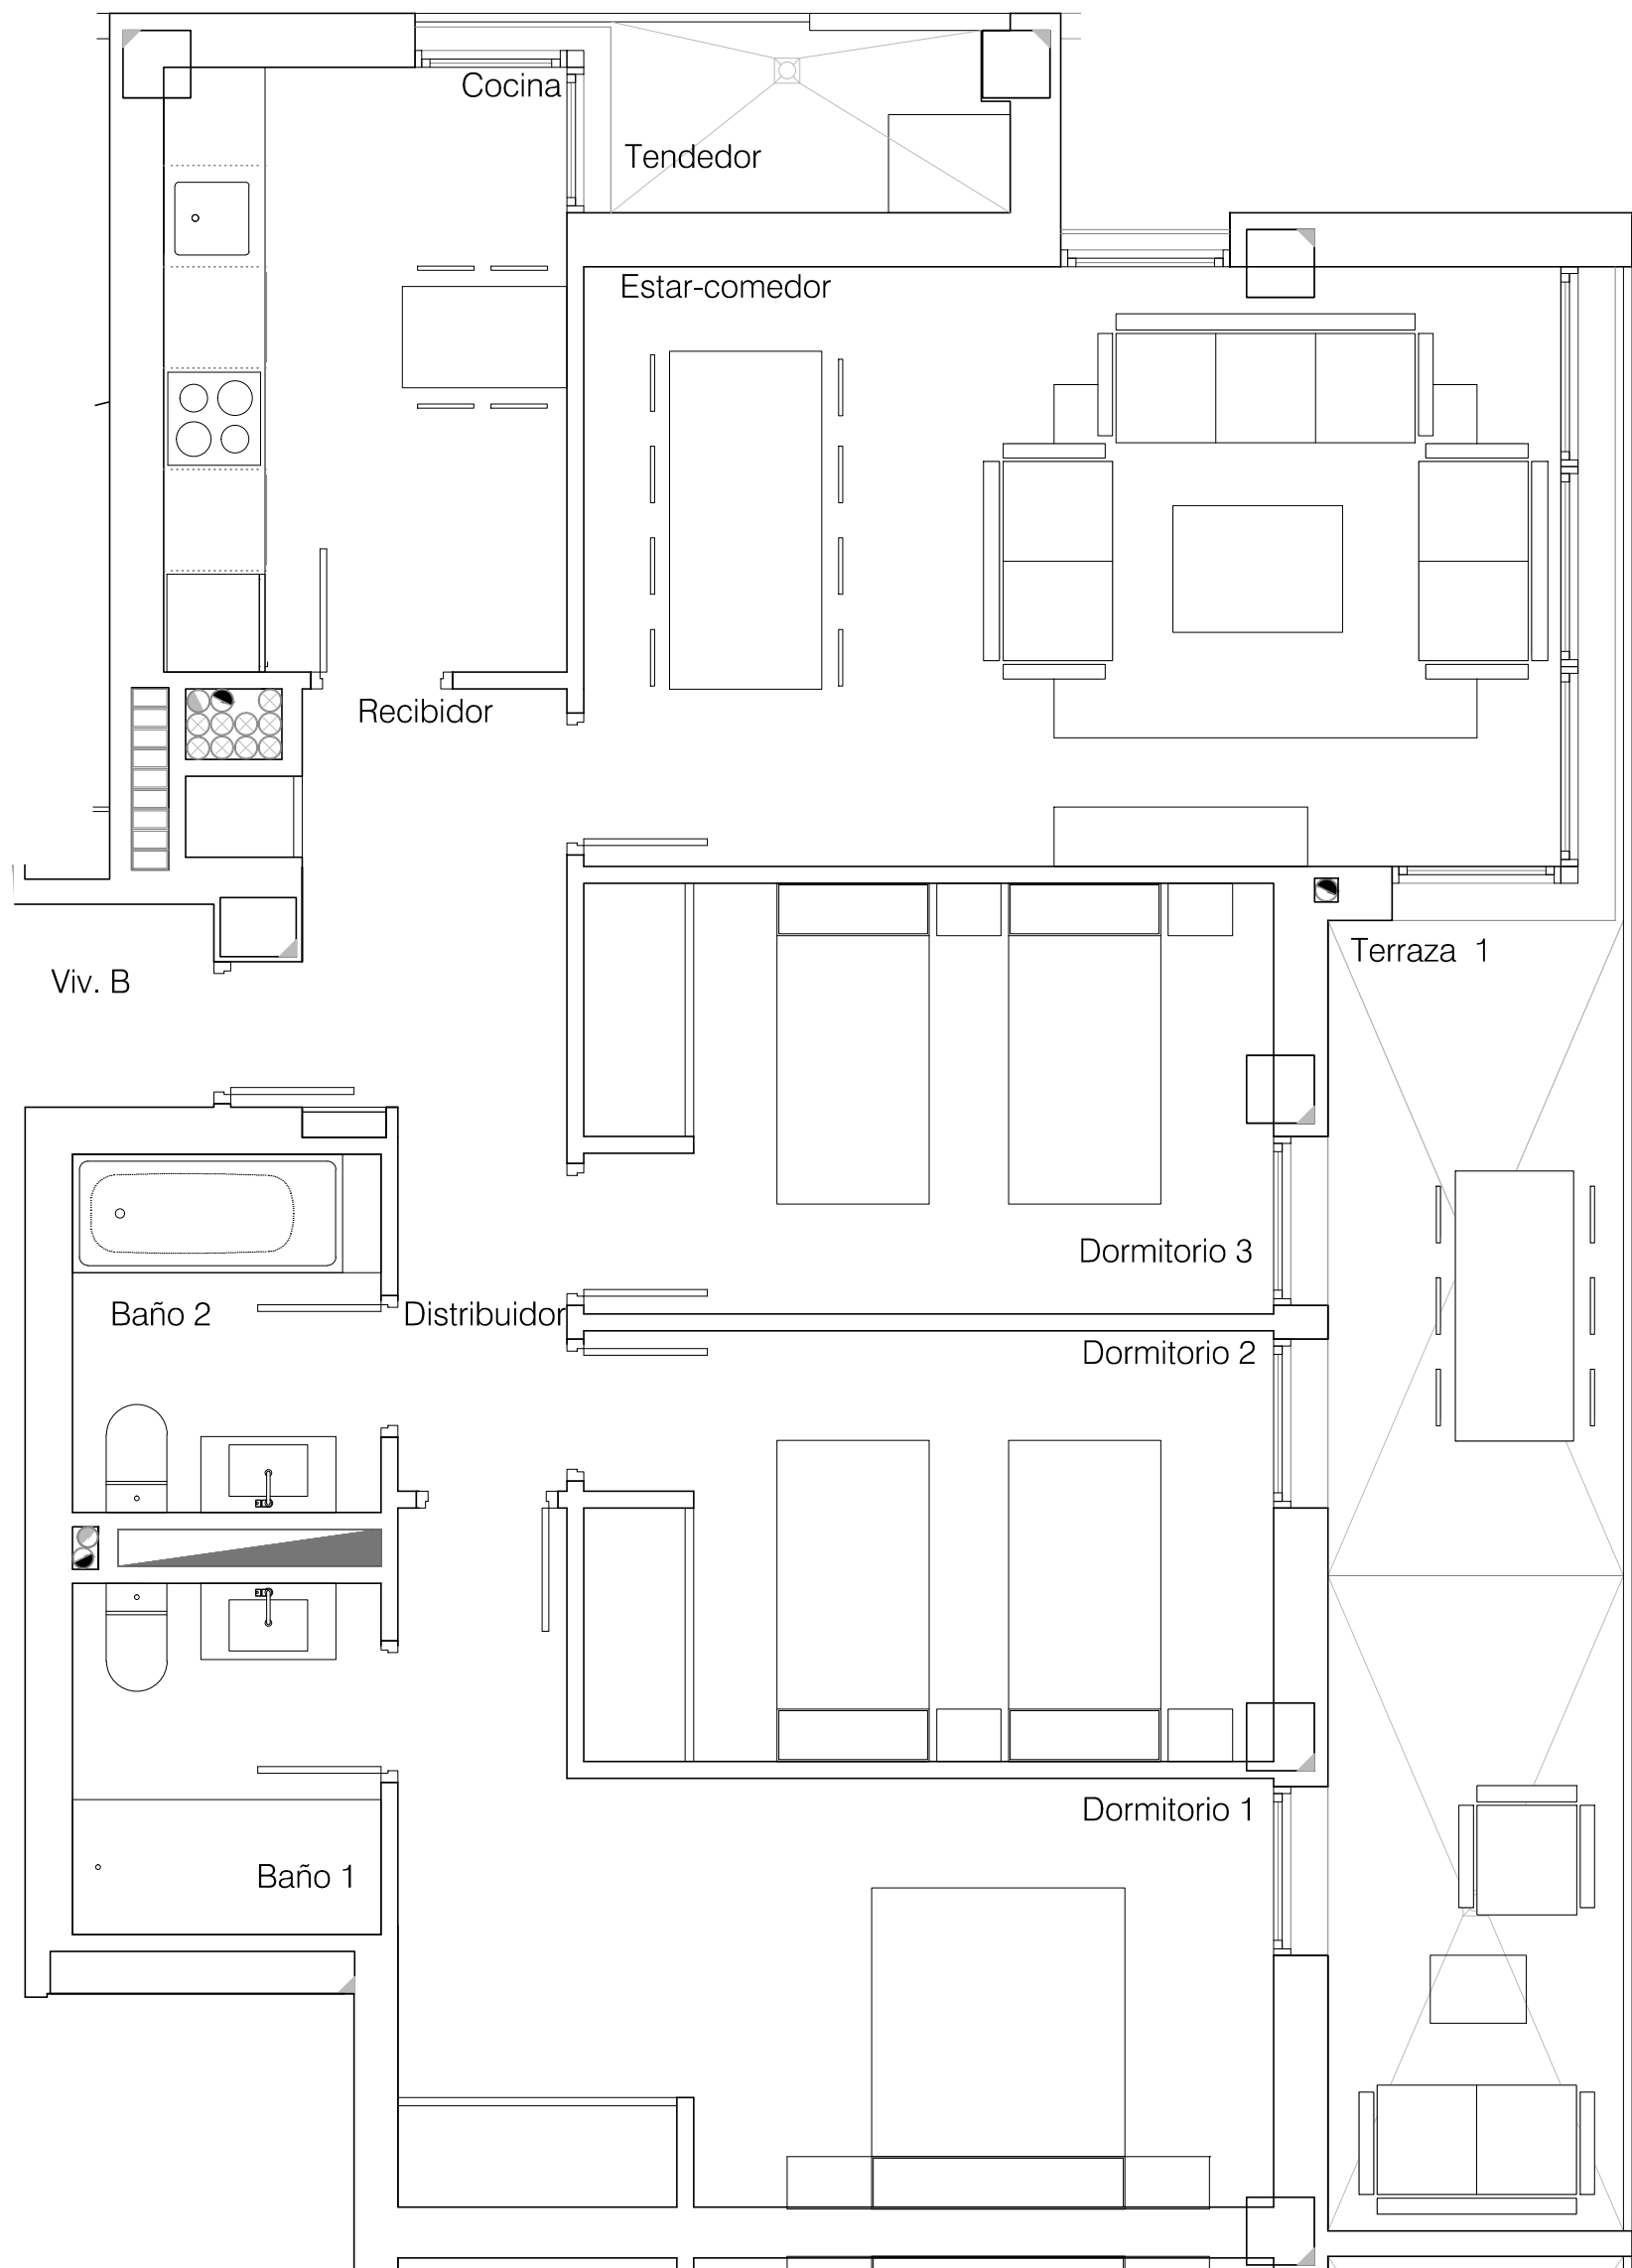 Cocina
Tendedor
Estar-comedor
Recibidor
Terraza 1
Viv. B
Dormitorio 3
Baño 2
Distribuidor
Dormitorio 2
Dormitorio 1
Baño 1